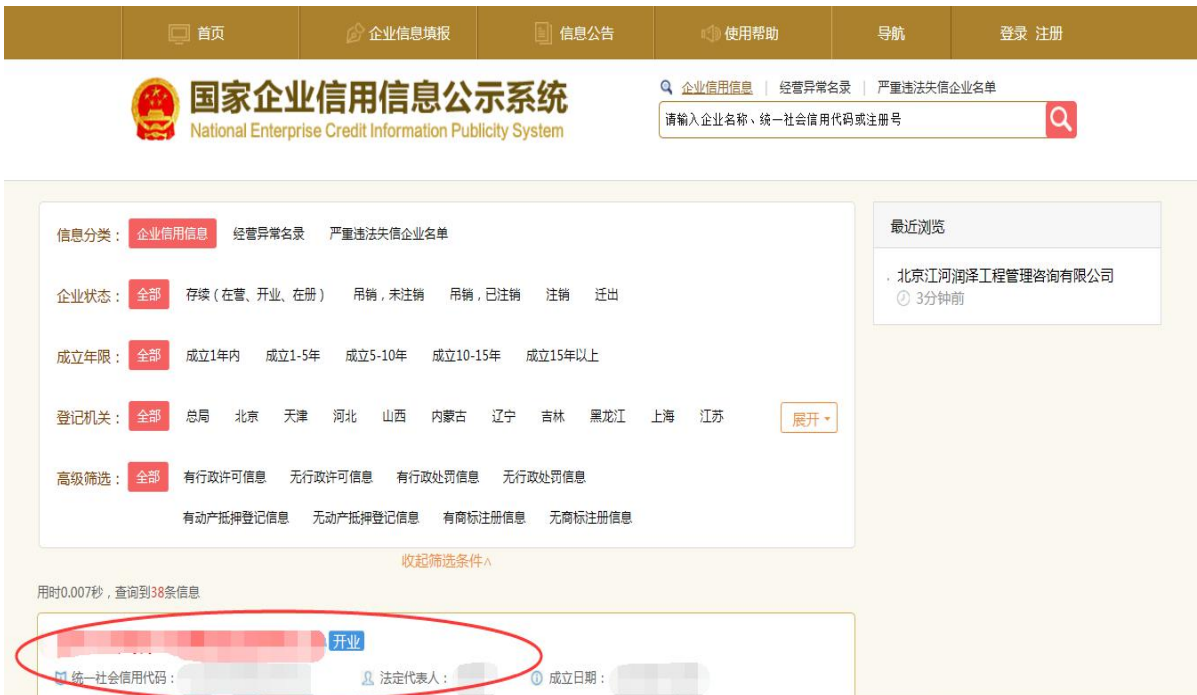 首页 企业信息填报 信息公告 使用帮助 导航 登录 注册
国家企业信用信息公示系统
National Enterprise Credit Information Publicity System
企业信用信息 | 经营异常名录 | 严重违法失信企业名单
请输入企业名称、统一社会信用代码或注册号
信息分类： 企业信用信息 经营异常名录 严重违法失信企业名单
企业状态： 全部 存续（在营、开业、在册） 吊销，未注销 吊销，已注销 注销 迁出
成立年限： 全部 成立1年内 成立1-5年 成立5-10年 成立10-15年 成立15年以上
登记机关： 全部 总局 北京 天津 河北 山西 内蒙古 辽宁 吉林 黑龙江 上海 江苏 展开
高级筛选： 全部 有行政许可信息 无行政许可信息 有行政处罚信息 无行政处罚信息
有动产抵押登记信息 无动产抵押登记信息 有商标注册信息 无商标注册信息
收起筛选条件
最近浏览
北京江河润泽工程管理咨询有限公司
3分钟前
用时0.007秒，查询到38条信息
开业
统一社会信用代码： 法定代表人： 成立日期：